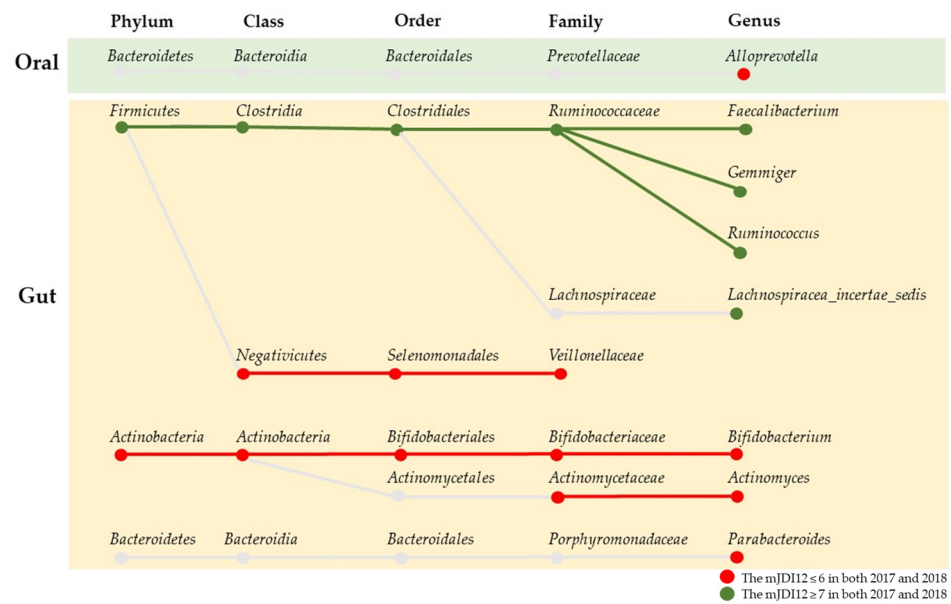 Phylum Class Order Family Genus
Oral
Bacteroidetes Bacteroidia Bacteroidales Prevotellaceae Alloprevotella
Firmicutes Clostridia Clostridiales Ruminococcaceae Faecalibacterium
Gemmiger
Ruminococcus
Gut
Lachnospiraceae Lachnospiracea_incertae_sedis
Negativicutes Selenomonadales Veillonellaceae
Actinobacteria Actinobacteria Bifidobacteriales Bifidobacteriaceae Bifidobacterium
Actinomycetales Actinomycetaceae Actinomyces
Bacteroidetes Bacteroidia Bacteroidales Porphyromonadaceae Parabacteroides
The mJDI12 ≤ 6 in both 2017 and 2018
The mJDI12 ≥ 7 in both 2017 and 2018